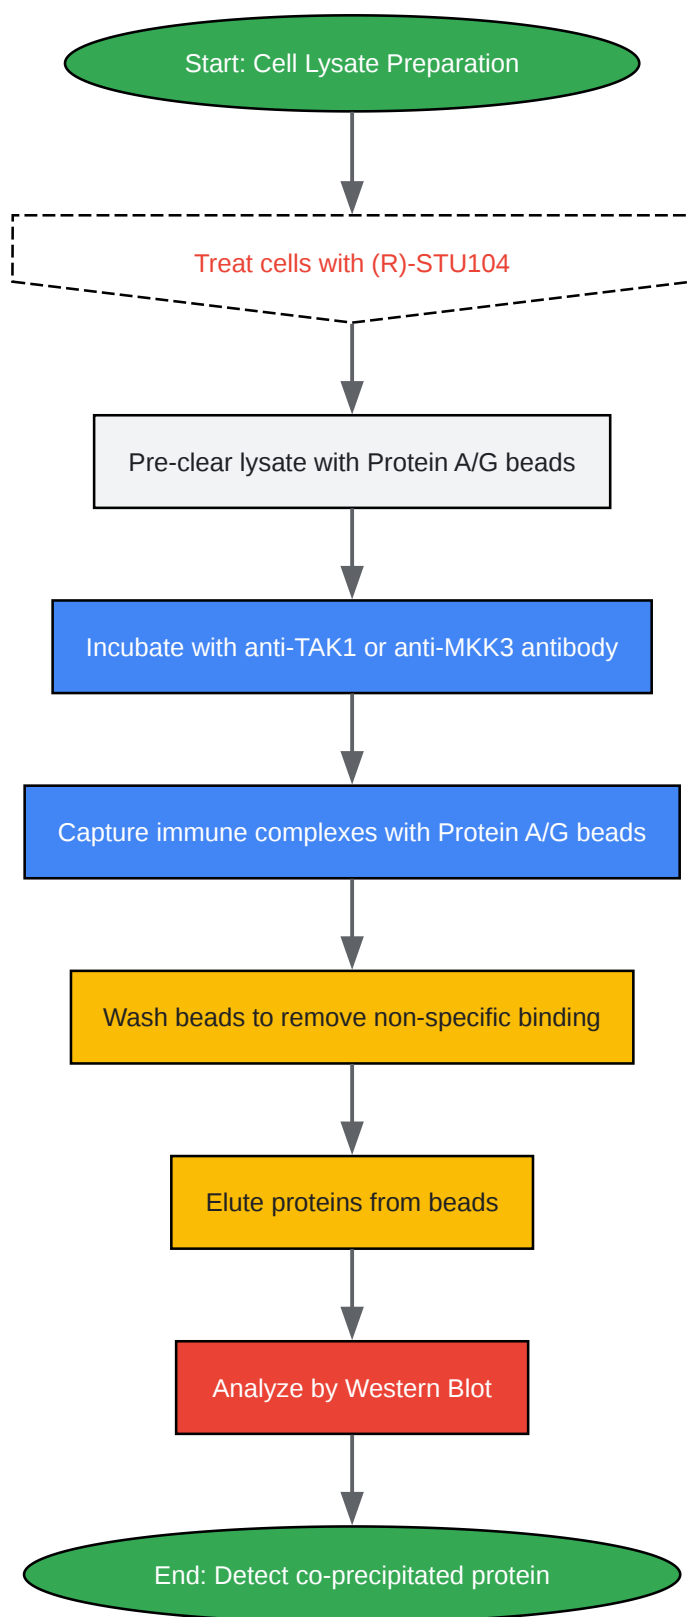 Start: Cell Lysate Preparation
Treat cells with (R)-STU104
Pre-clear lysate with Protein A/G beads
Incubate with anti-TAK1 or anti-MKK3 antibody
Capture immune complexes with Protein A/G beads
Wash beads to remove non-specific binding
Elute proteins from beads
Analyze by Western Blot
End: Detect co-precipitated protein